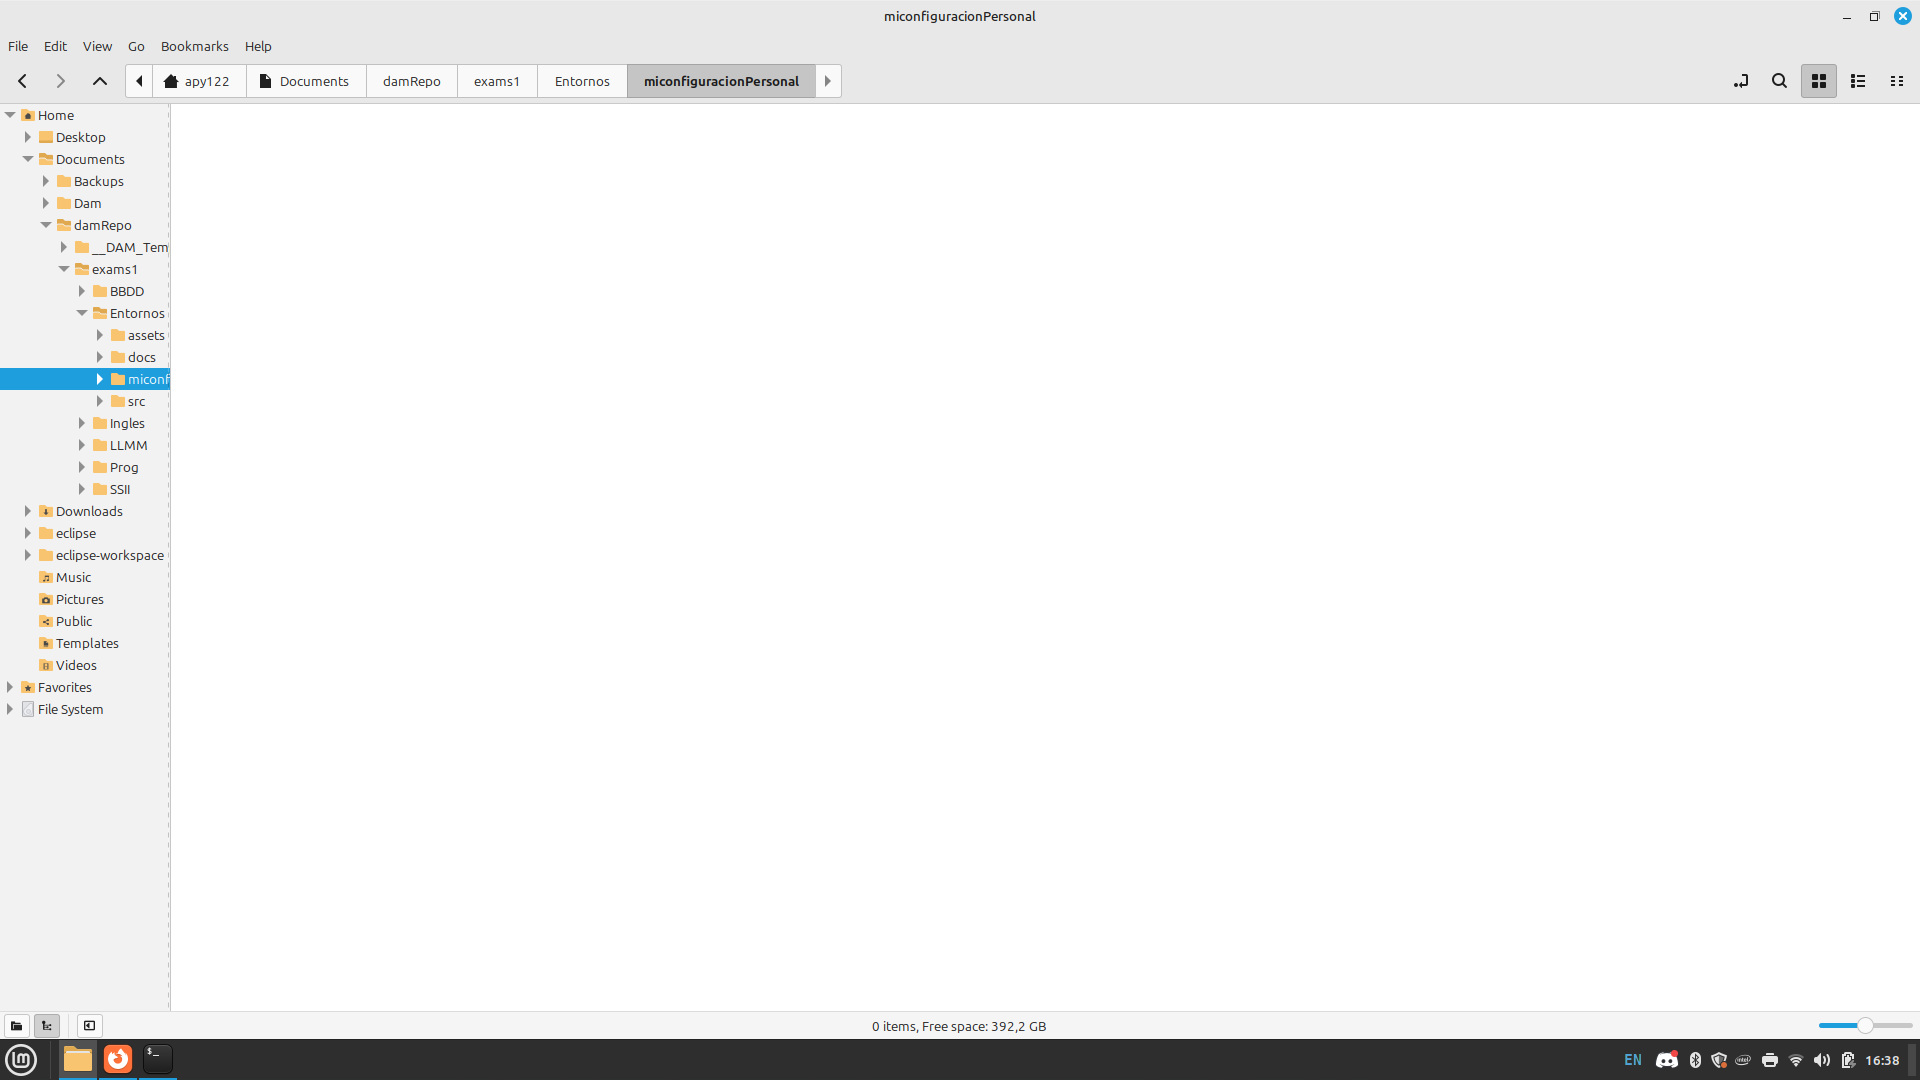 miconfiguracionPersonal
File Edit View Go Bookmarks Help
apy122 Documents damRepo exams1 Entornos miconfiguracionPersonal
Home
Desktop
Documents
Backups
Dam
damRepo
__DAM_Tem
exams1
BBDD
Entornos
assets
docs
miconf
src
Ingles
LLMM
Prog
SSII
Downloads
eclipse
eclipse-workspace
Music
Pictures
Public
Templates
Videos
Favorites
File System
0 items, Free space: 392,2 GB
lm $_ EN intel 16:38